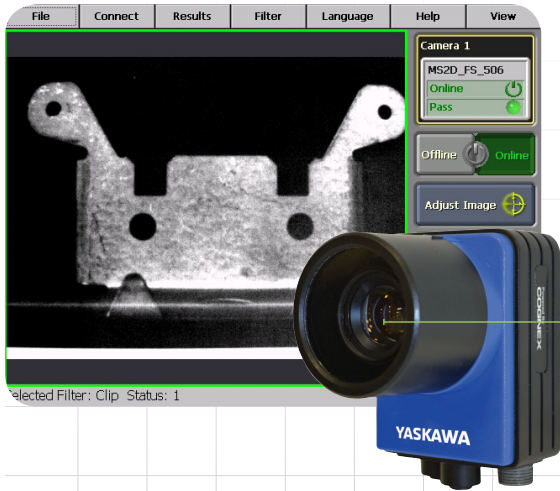 File Connect Results Filter Language Help View
Camera 1
MS2D_FS_506
Online
Pass
Offline Online
Adjust Image
COGNEX
YASKAWA
elected Filter: Clip Status: 1